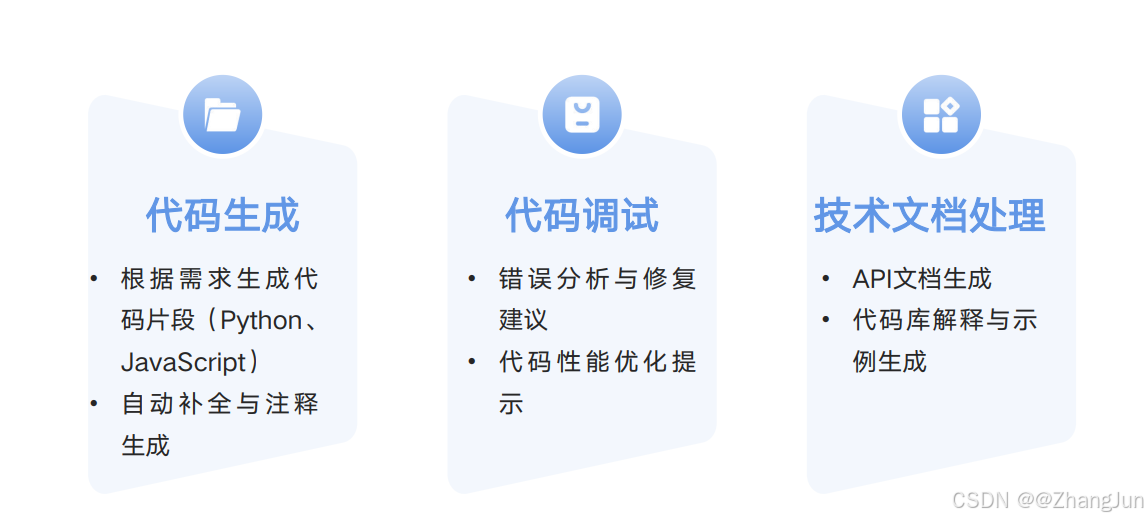 代码生成
• 根据需求生成代
码片段（Python、
JavaScript）
• 自动补全与注释
生成
代码调试
• 错误分析与修复
建议
• 代码性能优化提
示
技术文档处理
• API文档生成
• 代码库解释与示
例生成
CSDN @@ZhangJun